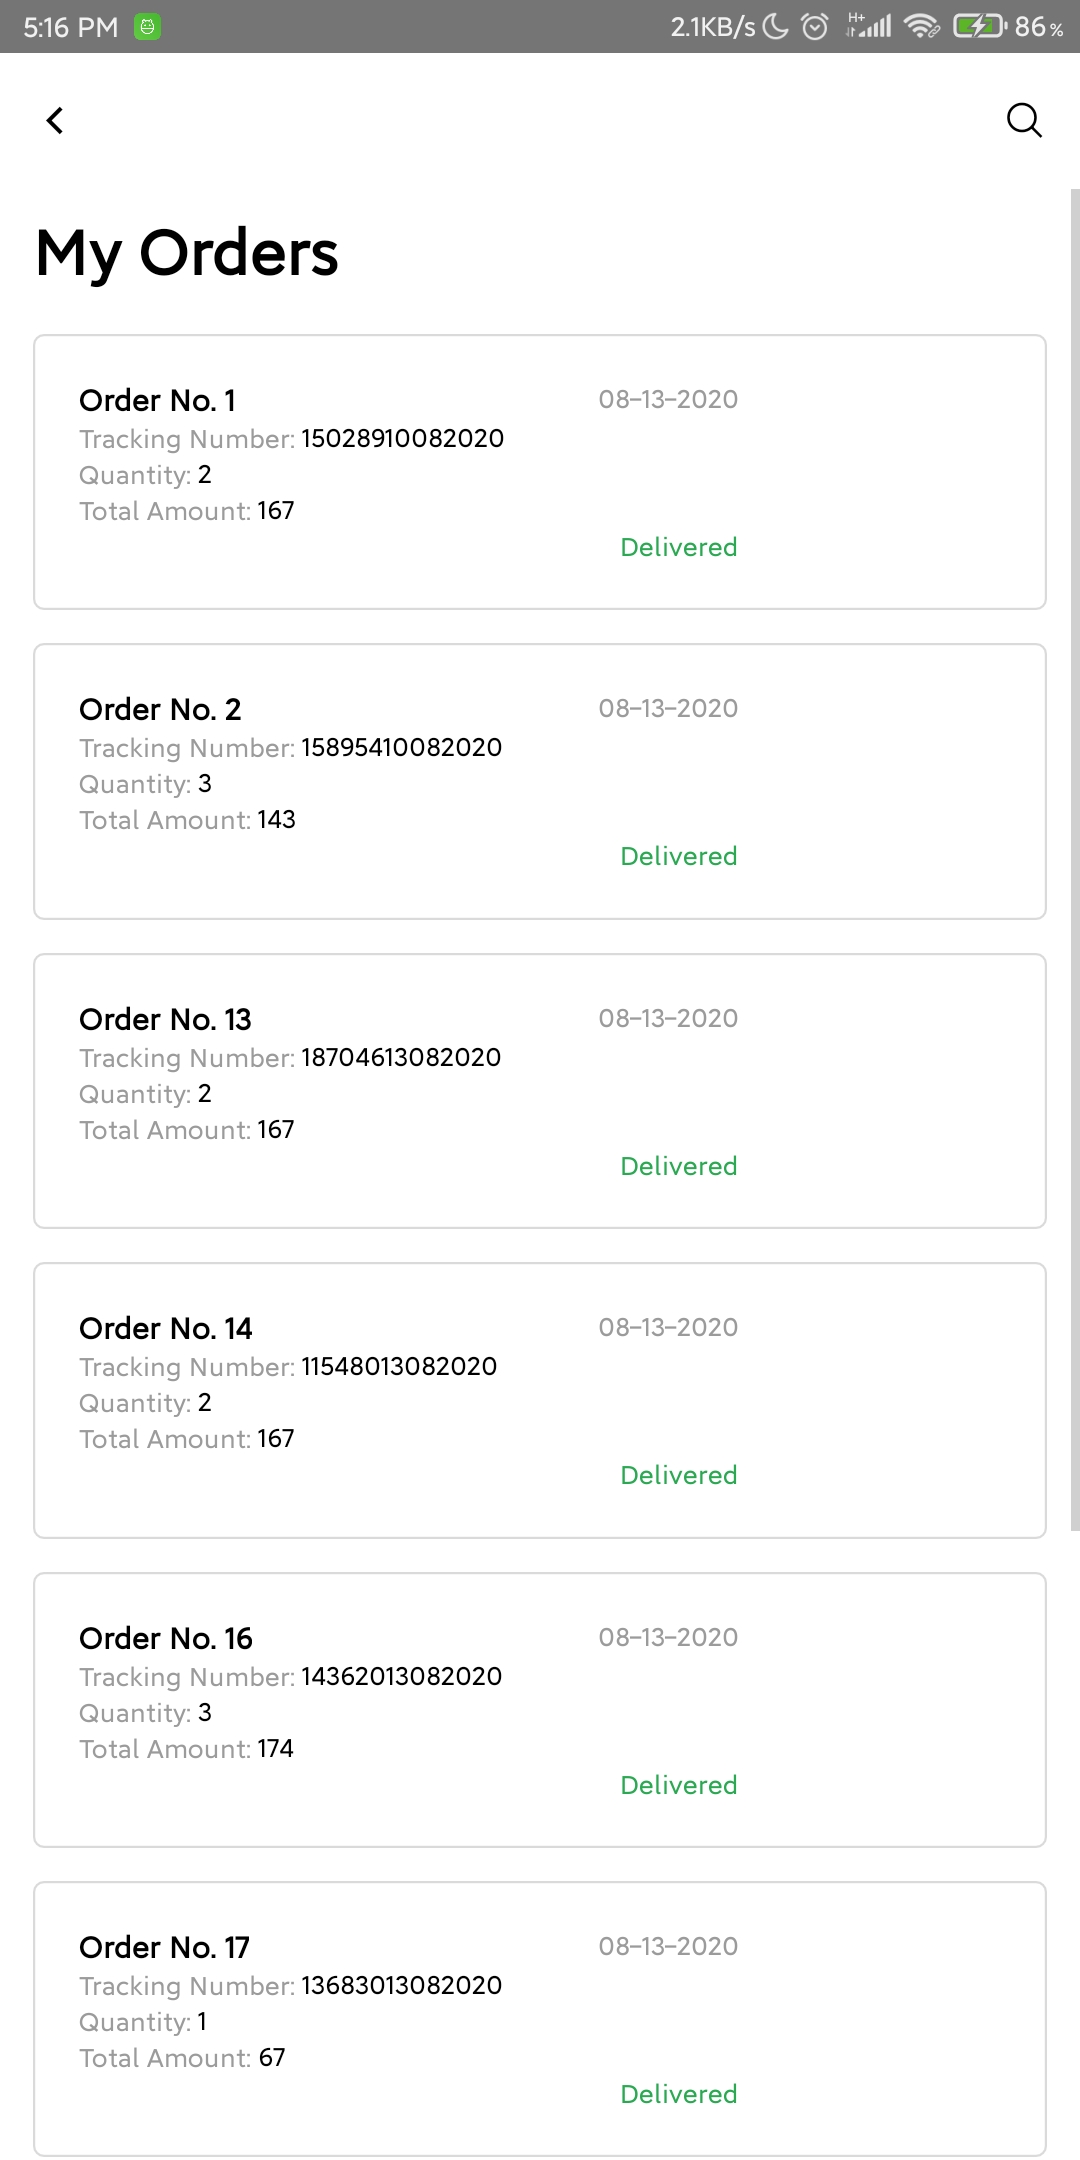 5:16 PM 2.1KB/s H+ 86%
My Orders
Order No. 1 08-13-2020
Tracking Number: 15028910082020
Quantity: 2
Total Amount: 167
Delivered
Order No. 2 08-13-2020
Tracking Number: 15895410082020
Quantity: 3
Total Amount: 143
Delivered
Order No. 13 08-13-2020
Tracking Number: 18704613082020
Quantity: 2
Total Amount: 167
Delivered
Order No. 14 08-13-2020
Tracking Number: 11548013082020
Quantity: 2
Total Amount: 167
Delivered
Order No. 16 08-13-2020
Tracking Number: 14362013082020
Quantity: 3
Total Amount: 174
Delivered
Order No. 17 08-13-2020
Tracking Number: 13683013082020
Quantity: 1
Total Amount: 67
Delivered